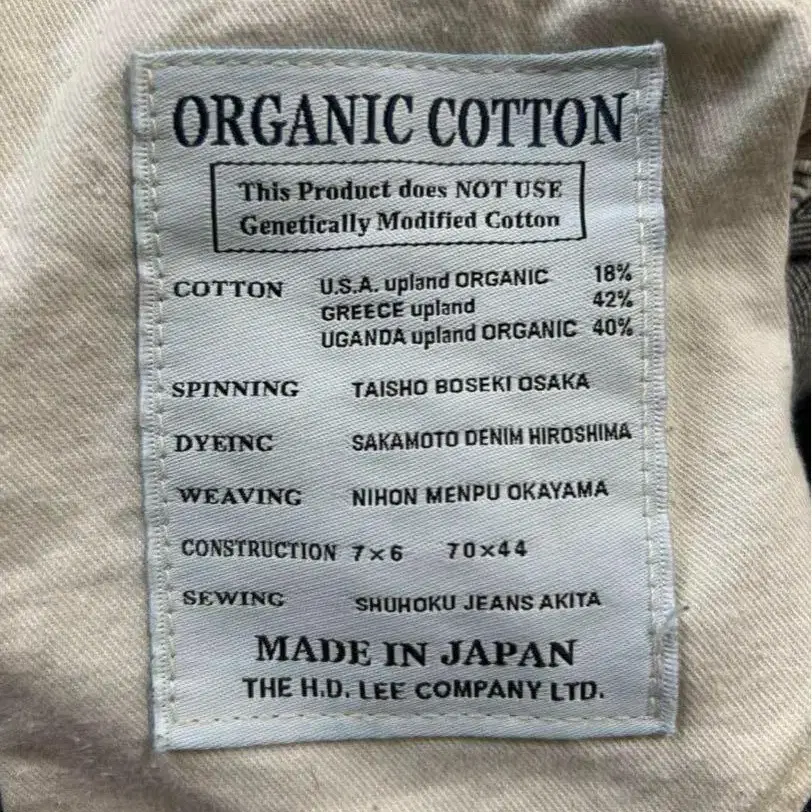 ORGANIC COTTON
This Product does NOT USE
Genetically Modified Cotton
COTTON U.S.A. upland ORGANIC 18%
GREECE upland 42%
UGANDA upland ORGANIC 40%
SPINNING TAISHO BOSEKI OSAKA
DYEING SAKAMOTO DENIM HIROSHIMA
WEAVING NIHON MENPU OKAYAMA
CONSTRUCTION 7×6 70×44
SEWING SHUHOKU JEANS AKITA
MADE IN JAPAN
THE H.D. LEE COMPANY LTD.